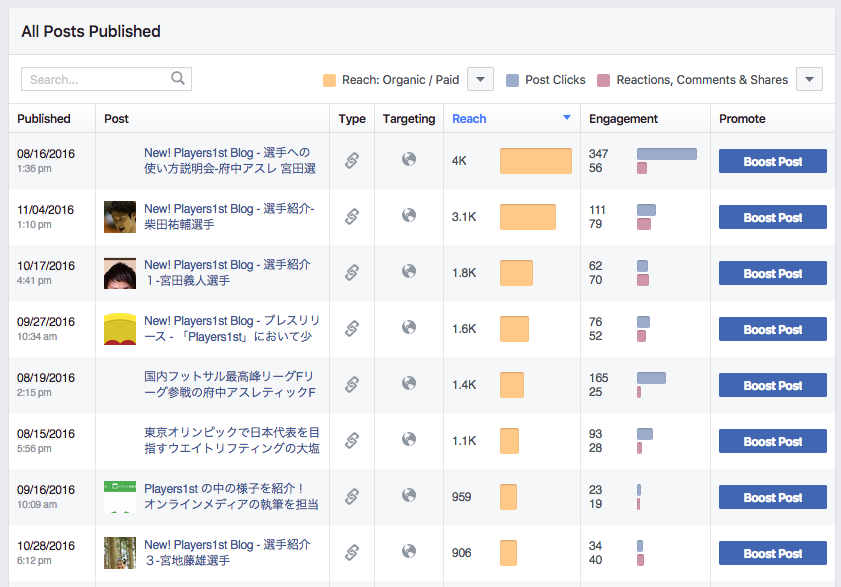 All Posts Published
Search...
Reach: Organic / Paid
Post Clicks
Reactions, Comments & Shares
Published Post Type Targeting Reach Engagement Promote
08/16/2016
1:36 pm
New! Players1st Blog - 選手への
使い方説明会-府中アスレ 宮田選
4K
347
56
Boost Post
11/04/2016
1:10 pm
New! Players1st Blog - 選手紹介-
柴田祐輔選手
3.1K
111
79
Boost Post
10/17/2016
4:41 pm
New! Players1st Blog - 選手紹介
１-宮田義人選手
1.8K
62
70
Boost Post
09/27/2016
10:34 am
New! Players1st Blog - プレスリリ
ース - 「Players1st」において少
1.6K
76
52
Boost Post
08/19/2016
2:15 pm
国内フットサル最高峰リーグFリ
ーグ参戦の府中アスレティックF
1.4K
165
25
Boost Post
08/15/2016
5:56 pm
東京オリンピックで日本代表を目
指すウエイトリフティングの大塩
1.1K
93
28
Boost Post
09/16/2016
10:09 am
Players1st の中の様子を紹介！
オンラインメディアの執筆を担当
959
23
19
Boost Post
10/28/2016
6:12 pm
New! Players1st Blog - 選手紹介
３-宮地藤雄選手
906
34
40
Boost Post